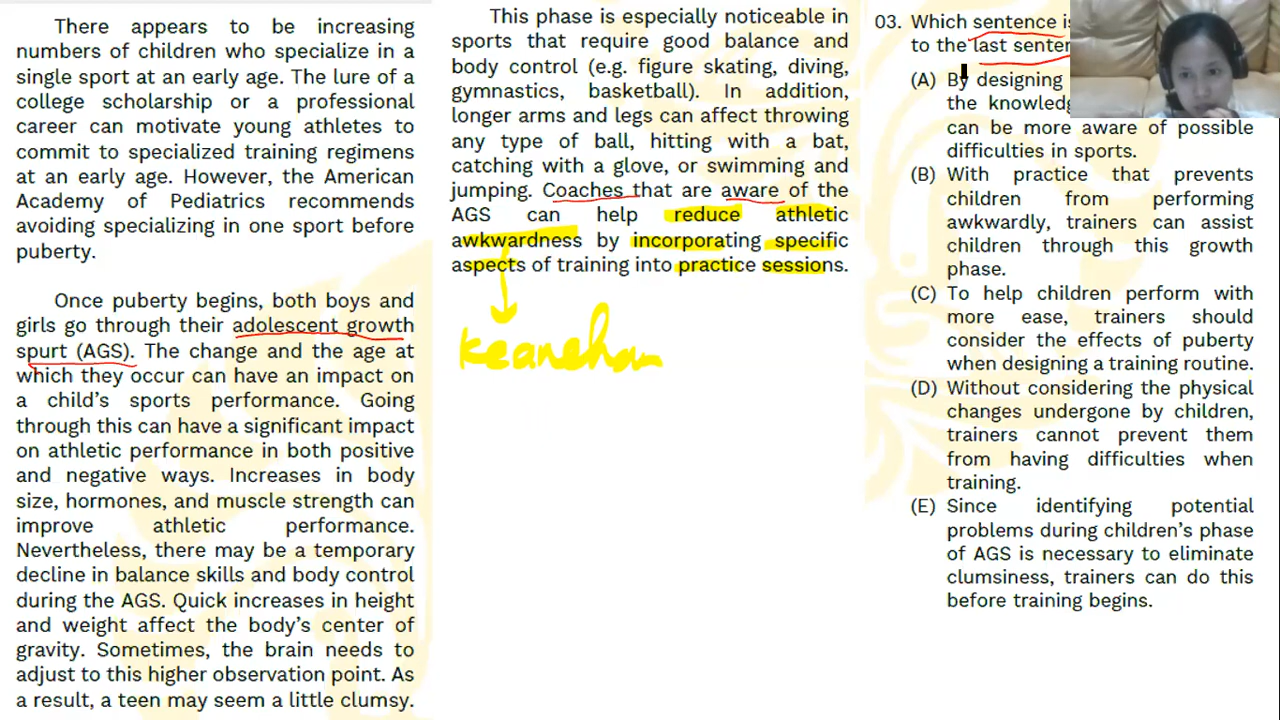 There appears to be increasing
numbers of children who specialize in a
single sport at an early age. The lure of a
college scholarship or a professional
career can motivate young athletes to
commit to specialized training regimens
at an early age. However, the American
Academy of Pediatrics recommends
avoiding specializing in one sport before
puberty.
Once puberty begins, both boys and
girls go through their adolescent growth
spurt (AGS). The change and the age at
which they occur can have an impact on
a child's sports performance. Going
through this can have a significant impact
on athletic performance in both positive
and negative ways. Increases in body
size, hormones, and muscle strength can
improve athletic performance.
Nevertheless, there may be a temporary
decline in balance skills and body control
during the AGS. Quick increases in height
and weight affect the body's center of
gravity. Sometimes, the brain needs to
adjust to this higher observation point. As
a result, a teen may seem a little clumsy.
This phase is especially noticeable in
sports that require good balance and
body control (e.g. figure skating, diving,
gymnastics, basketball). In addition,
longer arms and legs can affect throwing
any type of ball, hitting with a bat,
catching with a glove, or swimming and
jumping. Coaches that are aware of the
AGS can help reduce athletic
awkwardness by incorporating specific
aspects of training into practice sessions.
keanehan
03. Which sentence is
to the last senten
(A) By designing
the knowledg
can be more aware of possible
difficulties in sports.
(B) With practice that prevents
children from performing
awkwardly, trainers can assist
children through this growth
phase.
(C) To help children perform with
more ease, trainers should
consider the effects of puberty
when designing a training routine.
(D) Without considering the physical
changes undergone by children,
trainers cannot prevent them
from having difficulties when
training.
(E) Since identifying potential
problems during children's phase
of AGS is necessary to eliminate
clumsiness, trainers can do this
before training begins.